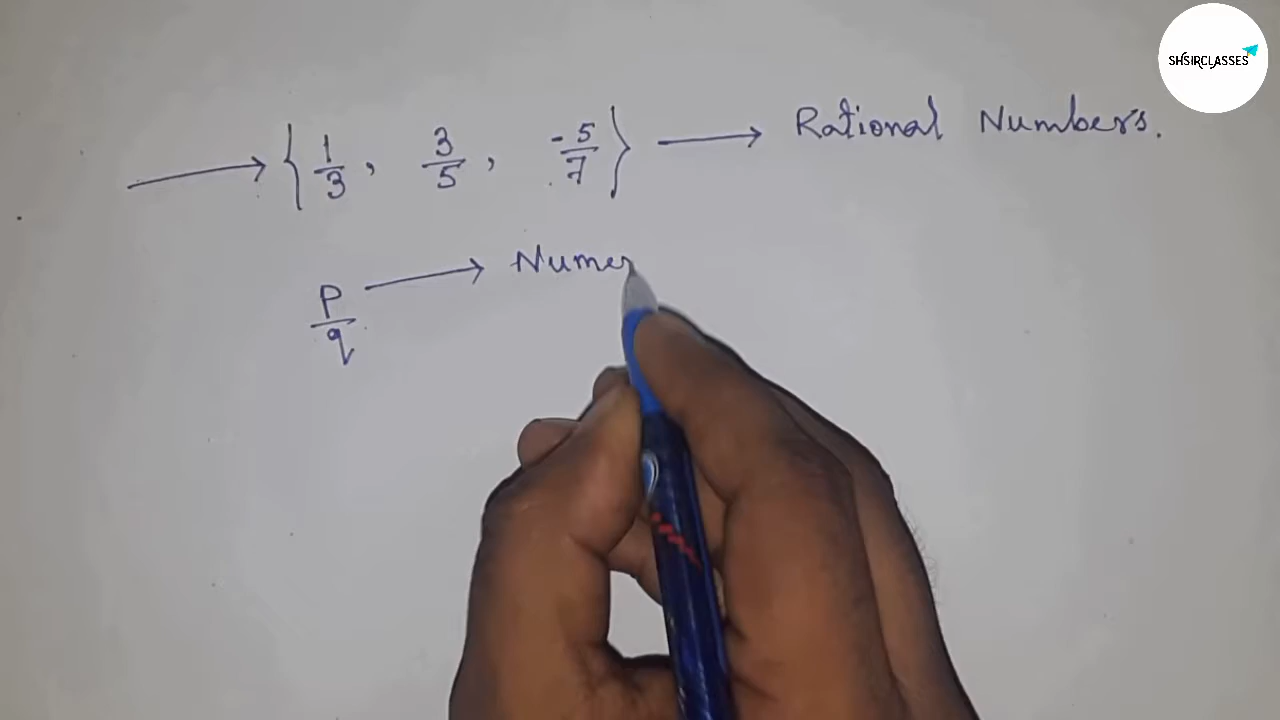 SHSIRCLASSES
→ { 1/3, 3/5, -5/7 } → Rational Numbers.
P/q → Numer